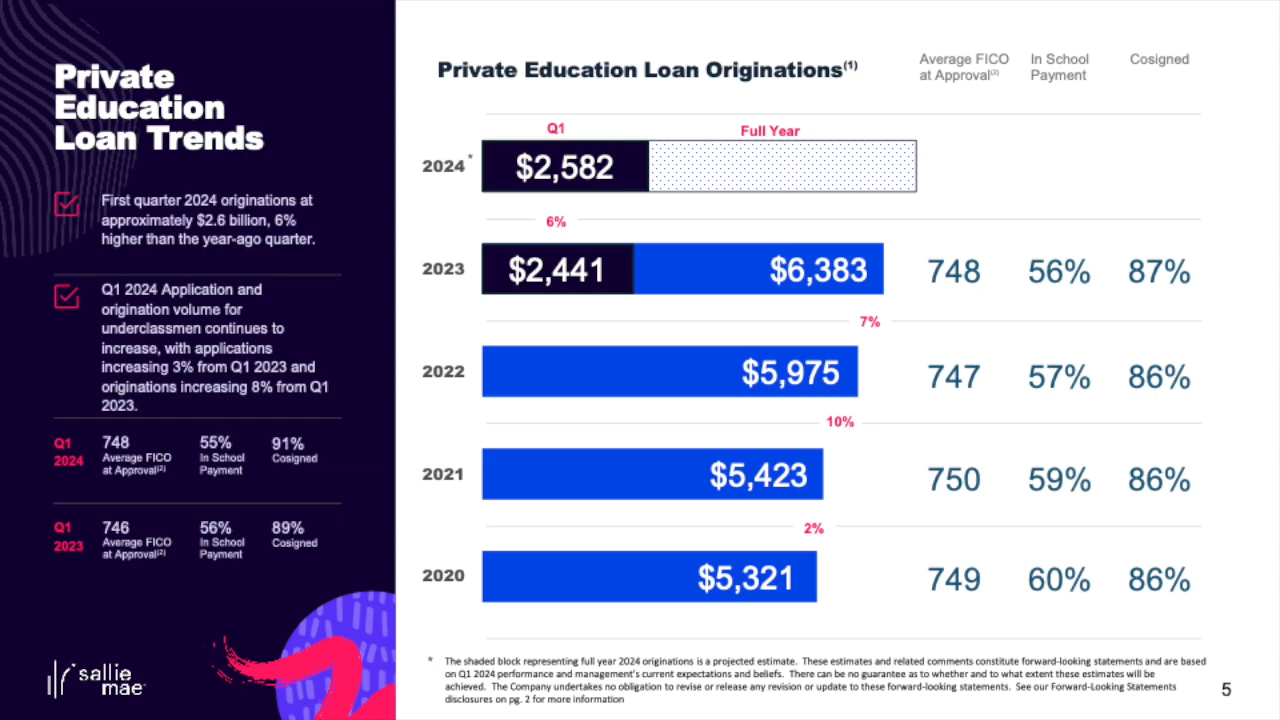 Private
Education
Loan Trends
First quarter 2024 originations at
approximately $2.6 billion, 6%
higher than the year-ago quarter.
Q1 2024 Application and
origination volume for
underclassmen continues to
increase, with applications
increasing 3% from Q1 2023 and
originations increasing 8% from Q1
2023.
Q1 748 55% 91%
2024 Average FICO In School Cosigned
at Approval(2) Payment
Q1 746 56% 89%
2023 Average FICO In School Cosigned
at Approval(2) Payment
sallie
mae
Private Education Loan Originations(1)
Average FICO In School Cosigned
at Approval(2) Payment
Q1 Full Year
2024* $2,582
6%
2023 $2,441 $6,383 748 56% 87%
7%
2022 $5,975 747 57% 86%
10%
2021 $5,423 750 59% 86%
2%
2020 $5,321 749 60% 86%
* The shaded block representing full year 2024 originations is a projected estimate. These estimates and related comments constitute forward-looking statements and are based
on Q1 2024 performance and management's current expectations and beliefs. There can be no guarantee as to whether and to what extent these estimates will be
achieved. The Company undertakes no obligation to revise or release any revision or update to these forward-looking statements. See our Forward-Looking Statements
disclosures on pg. 2 for more information
5